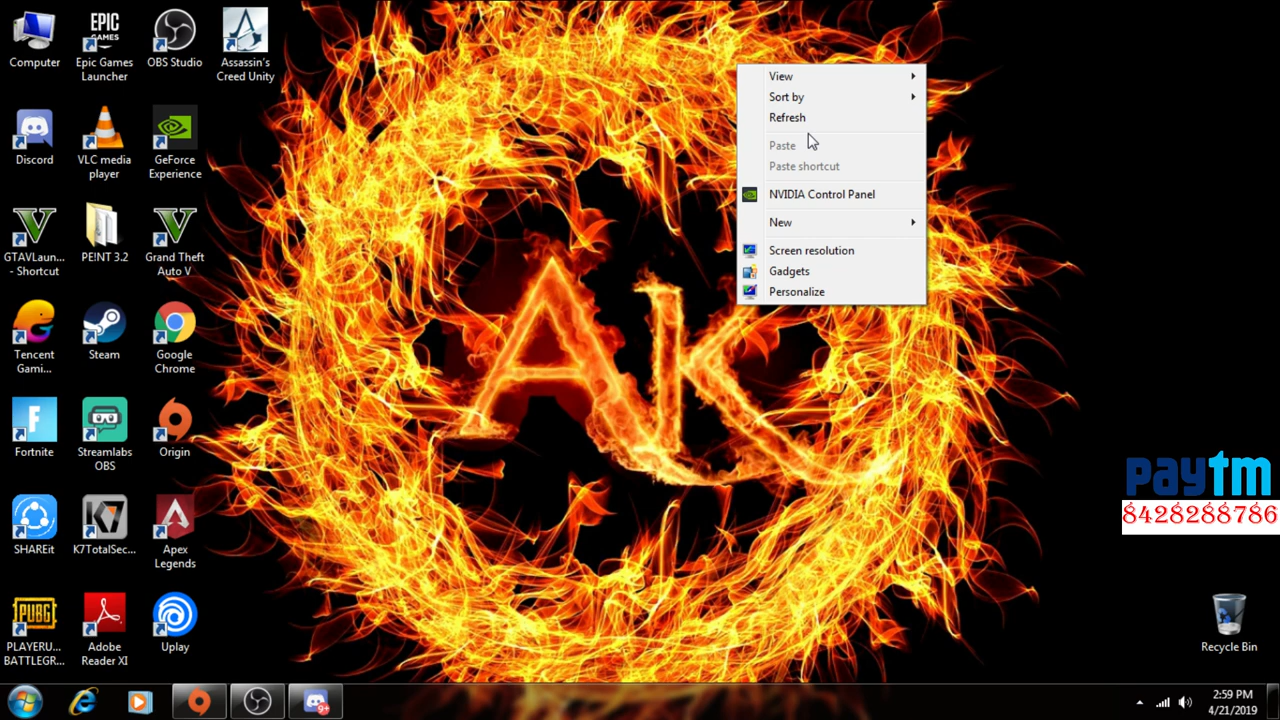 Computer
EPIC
GAMES
Epic Games
Launcher
OBS Studio
Assassin's
Creed Unity
Discord
VLC media
player
GeForce
Experience
GTAVLaun...
- Shortcut
PE!NT 3.2
Grand Theft
Auto V
Tencent
Gami...
Steam
Google
Chrome
Fortnite
Streamlabs
OBS
Origin
SHAREit
K7
K7TotalSec...
Apex
Legends
PUBG
PLAYERU...
BATTLEGR...
Adobe
Reader XI
Uplay
View
Sort by
Refresh
Paste
Paste shortcut
NVIDIA Control Panel
New
Screen resolution
Gadgets
Personalize
AK
paytm
8428288786
Recycle Bin
9+
2:59 PM
4/21/2019